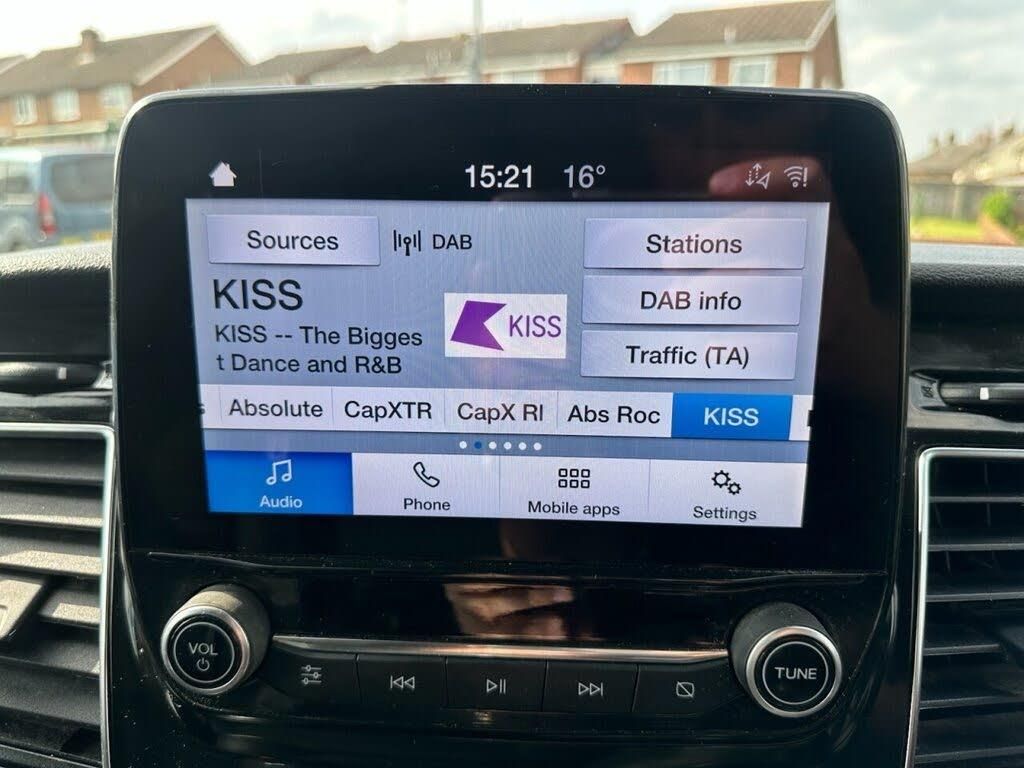 15:21 16°
Sources DAB Stations
KISS
KISS -- The Bigges
t Dance and R&B
KISS
DAB info
Traffic (TA)
s Absolute CapXTR CapX RI Abs Roc KISS
Audio Phone Mobile apps Settings
VOL
TUNE